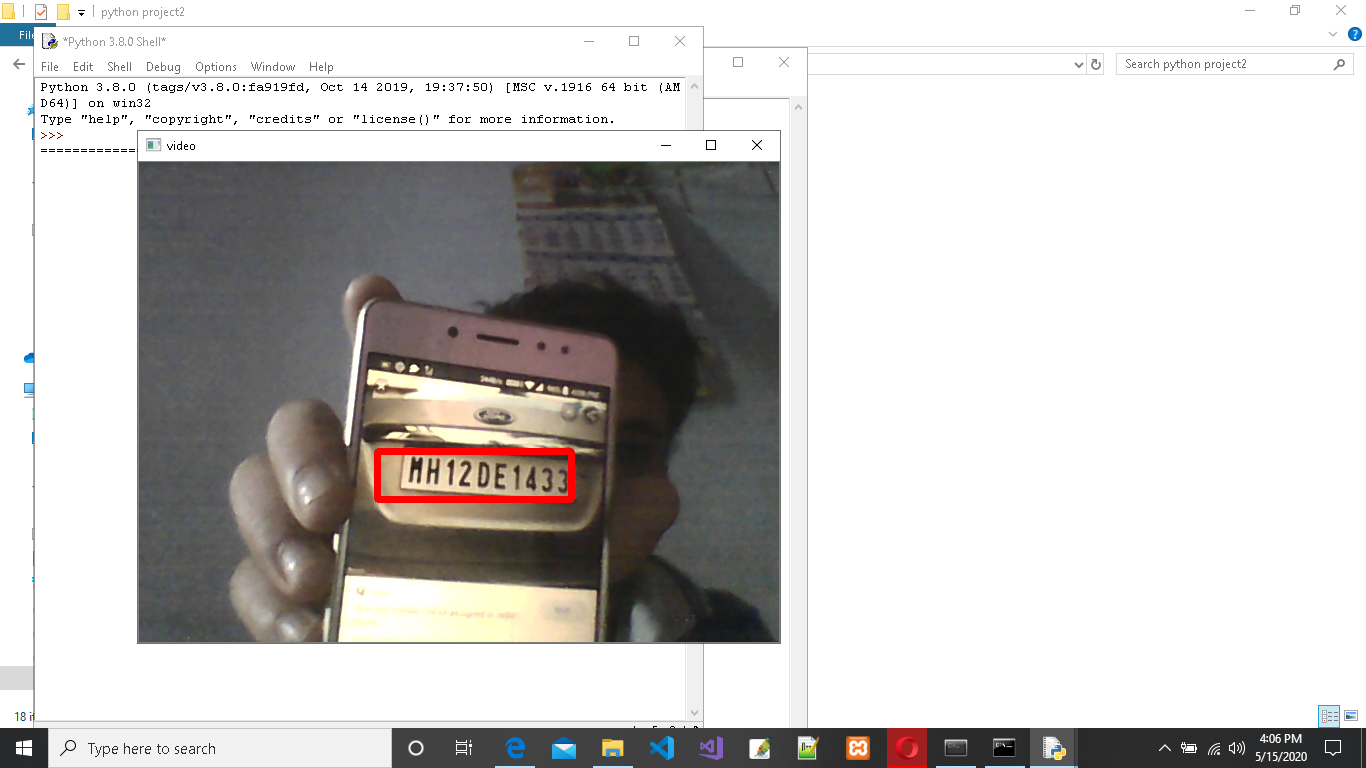 python project2
File
*Python 3.8.0 Shell*
File Edit Shell Debug Options Window Help
Search python project2
Python 3.8.0 (tags/v3.8.0:fa919fd, Oct 14 2019, 19:37:50) [MSC v.1916 64 bit (AM
D64)] on win32
Type "help", "copyright", "credits" or "license()" for more information.
>>>
=============
video
Ford
MH12DE1433
18
Type here to search
4:06 PM
5/15/2020